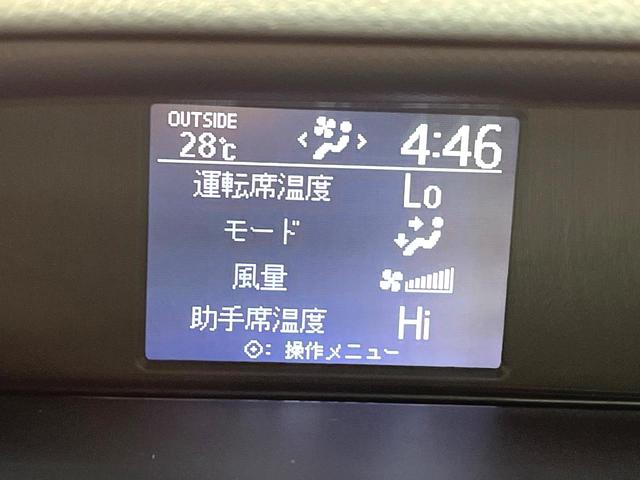 OUTSIDE
28℃ 4:46
運転席温度 Lo
モード
風量
助手席温度 Hi
: 操作メニュー